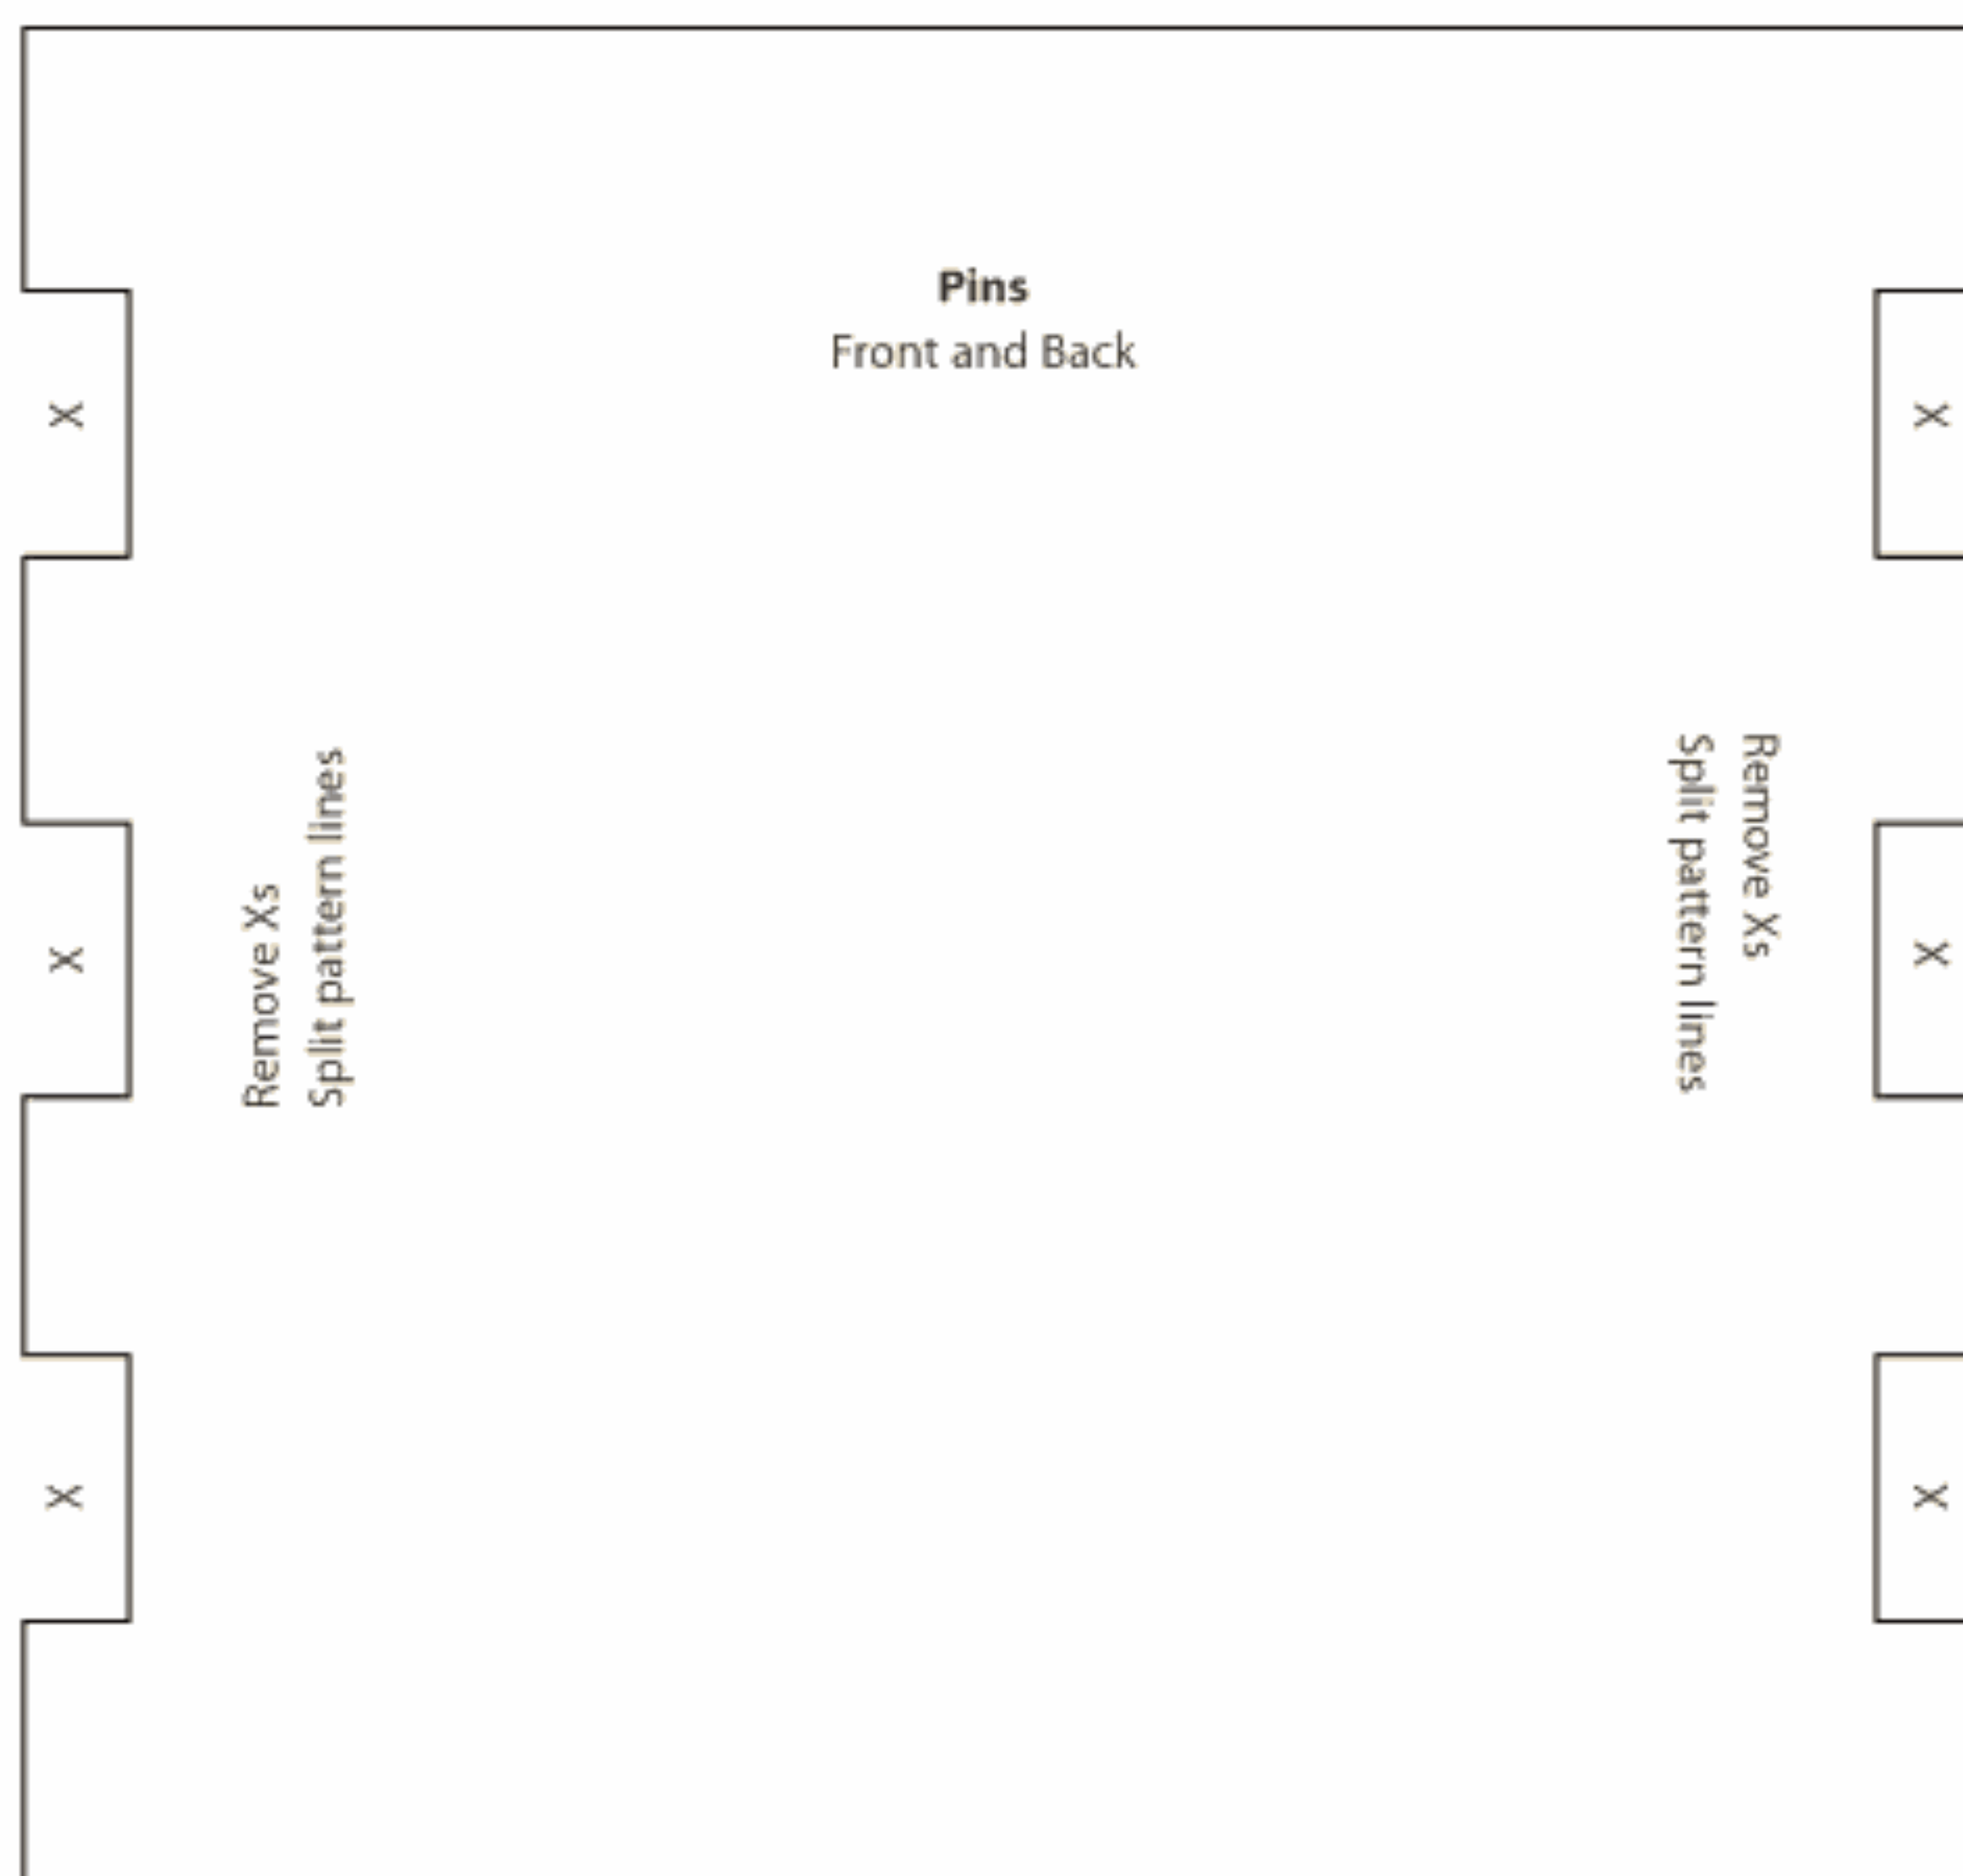 Pins
Front and Back
X
X
Remove Xs
Split pattern lines
Remove Xs
Split pattern lines
X
X
X
X